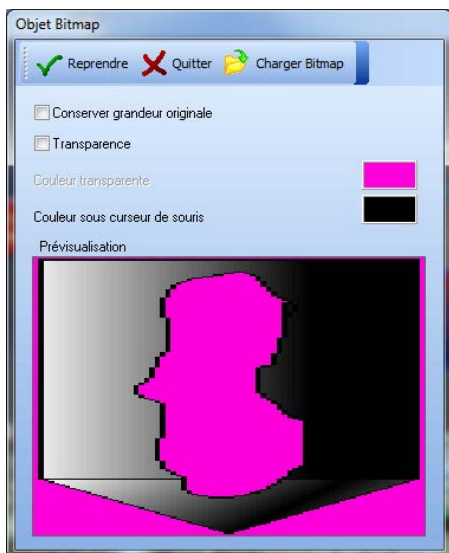 Objet Bitmap
Reprendre Quitter Charger Bitmap
Conserver grandeur originale
Transparence
Couleur transparente
Couleur sous curseur de souris
Prévisualisation